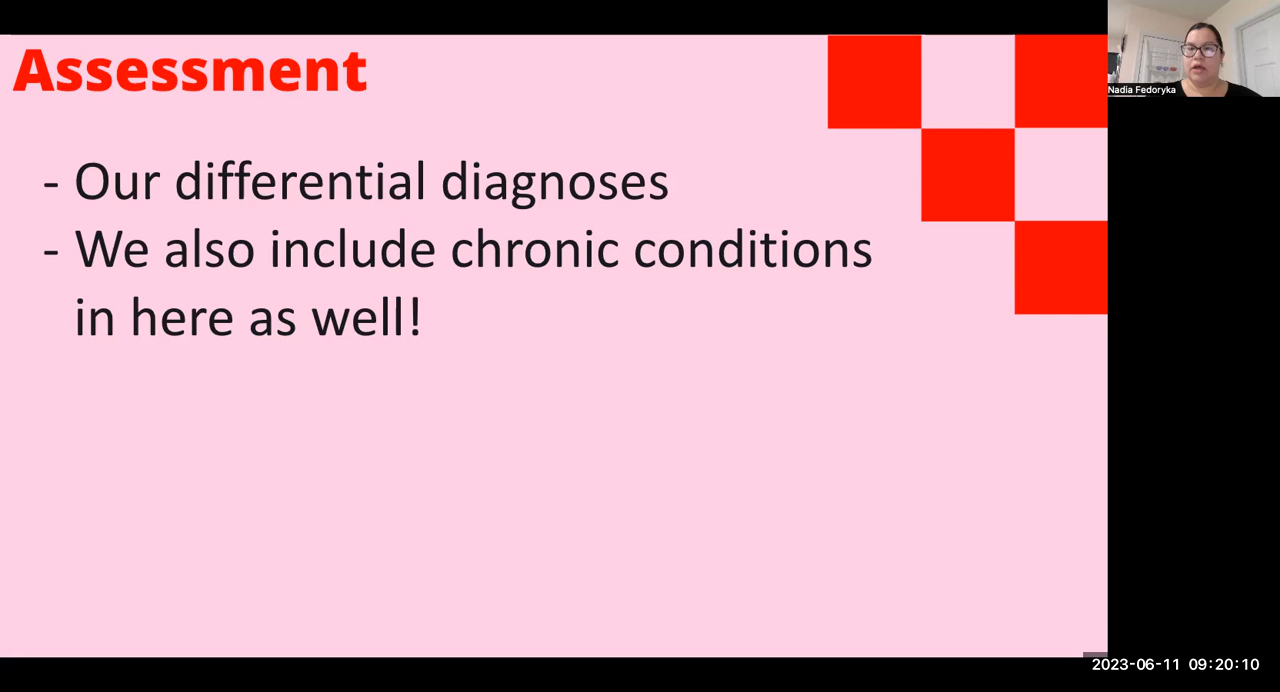 Assessment
- Our differential diagnoses
- We also include chronic conditions
in here as well!
Nadia Fedoryka
2023-06-11 09:20:10